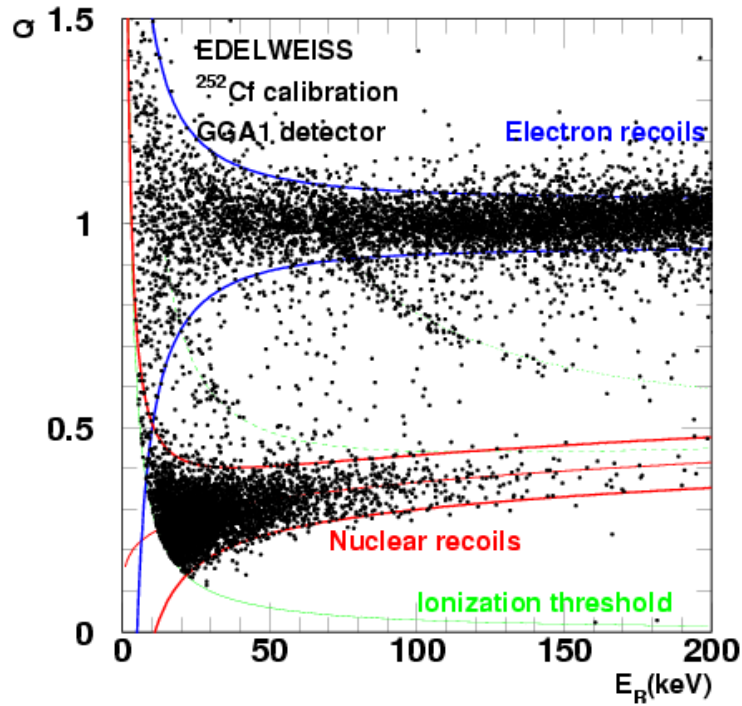 Q
1.5
EDELWEISS
252Cf calibration
GGA1 detector
Electron recoils
1
0.5
Nuclear recoils
Ionization threshold
0
0 50 100 150 200
E_R(keV)